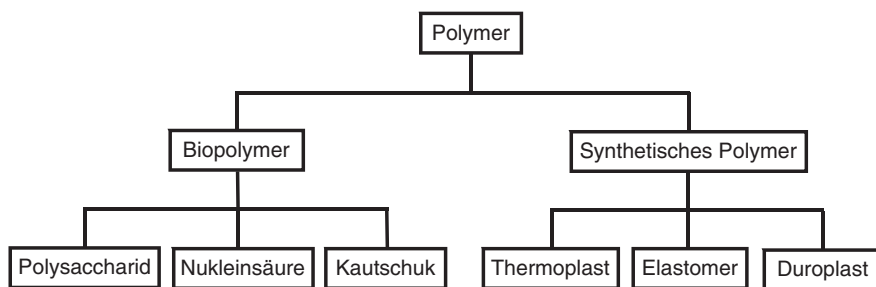 Polymer
Biopolymer
Synthetisches Polymer
Polysaccharid
Nukleinsäure
Kautschuk
Thermoplast
Elastomer
Duroplast